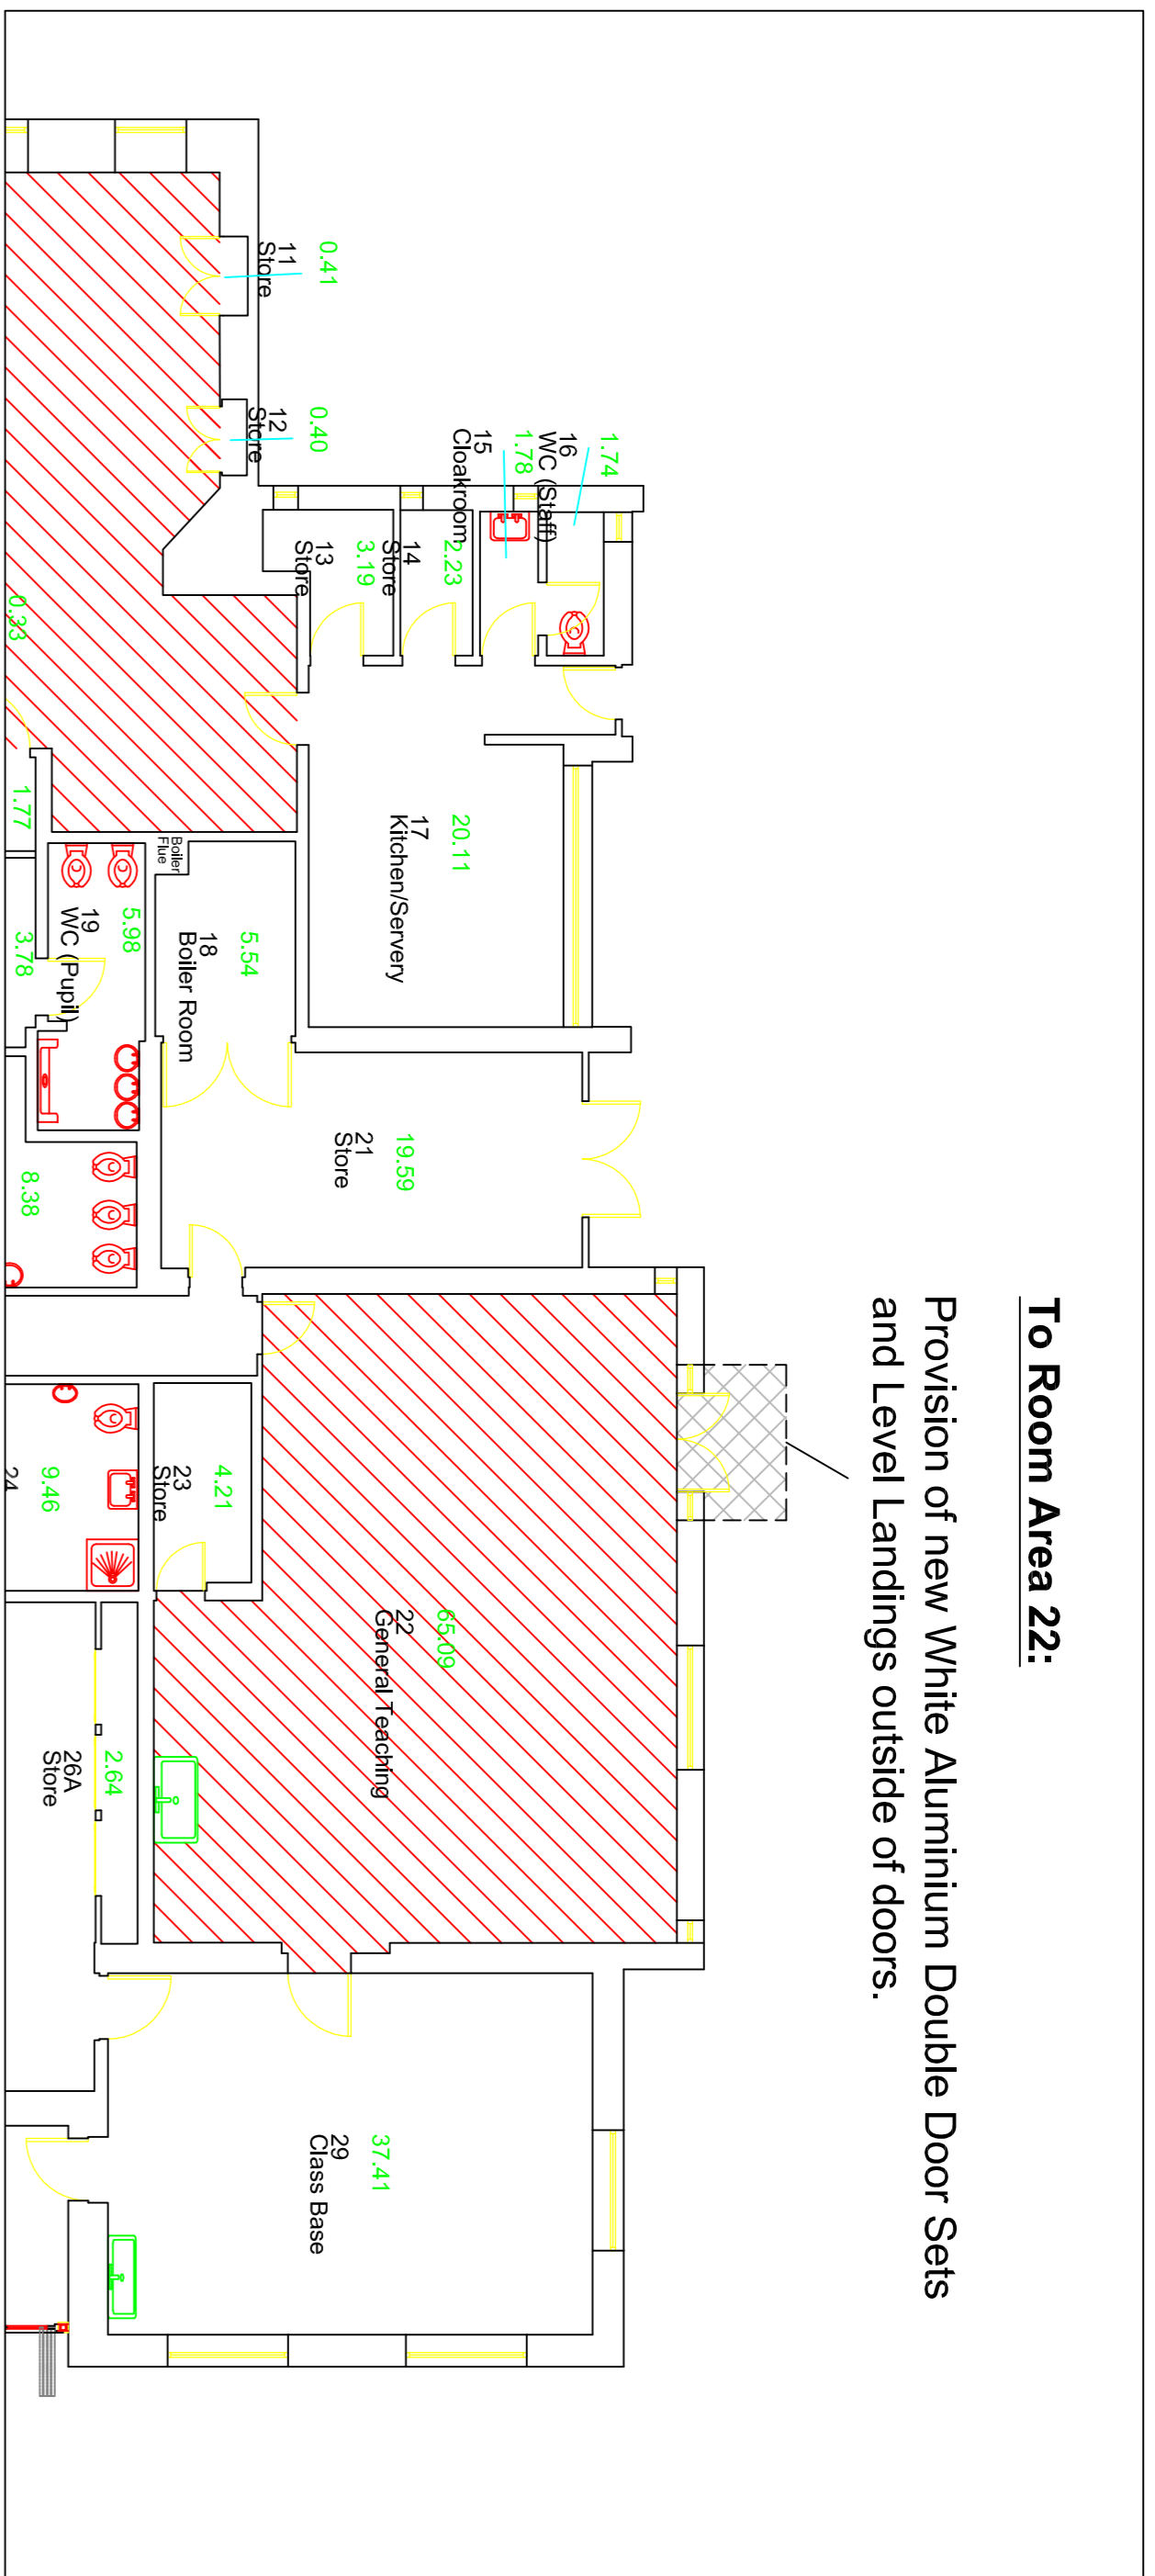 To Room Area 22:
Provision of new White Aluminium Double Door Sets
and Level Landings outside of doors.
0.41
11
Store
0.40
12
Store
1.74
16
WC (Staff)
1.78
15
Cloakroom
2.23
14
Store
3.19
13
Store
0.33
20.11
17
Kitchen/Servery
1.77
Boiler
Flue
5.98
19
WC (Pupil)
3.78
5.54
18
Boiler Room
19.59
21
Store
8.38
65.09
22
General Teaching
4.21
23
Store
9.46
24
2.64
26A
Store
37.41
29
Class Base